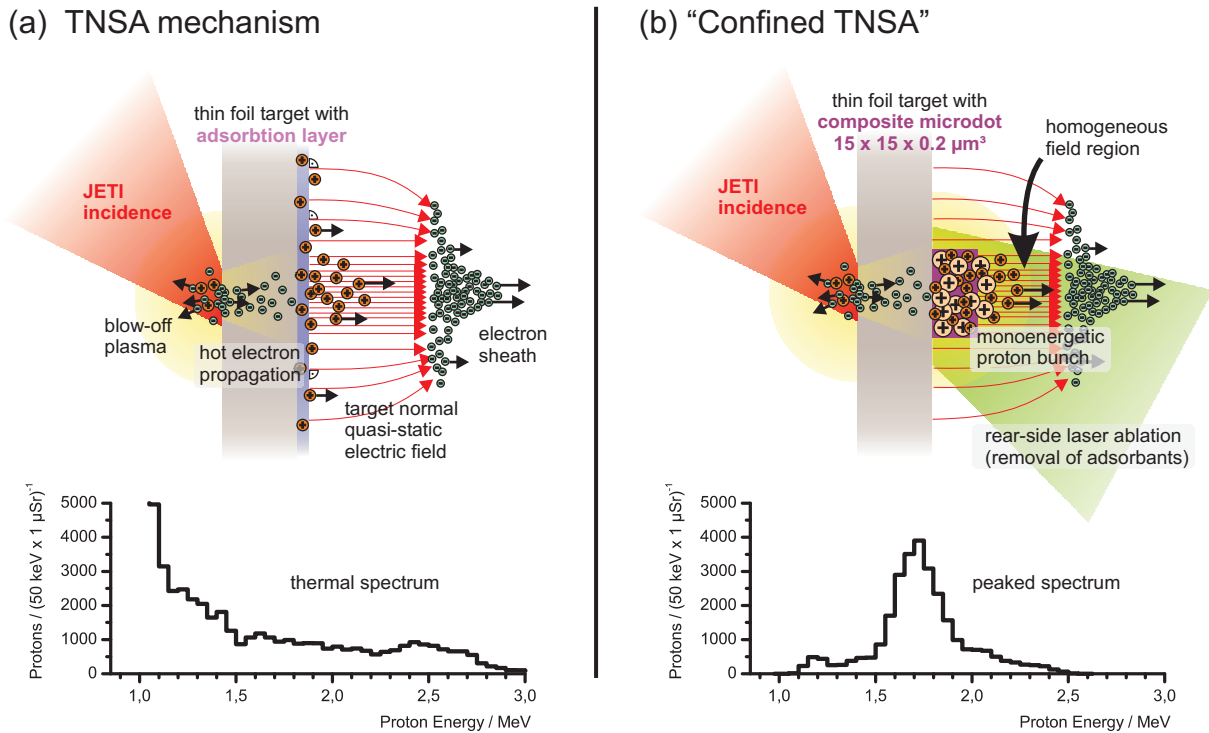 (a) TNSA mechanism
thin foil target with
adsorbtion layer
JETI
incidence
blow-off
plasma
hot electron
propagation
electron
sheath
target normal
quasi-static
electric field
Protons / (50 keV x 1 µSr)⁻¹
5000
4000
3000
2000
1000
0
thermal spectrum
1,0
1,5
2,0
2,5
3,0
Proton Energy / MeV
(b) “Confined TNSA”
thin foil target with
composite microdot
15 x 15 x 0.2 µm³
homogeneous
field region
JETI
incidence
monoenergetic
proton bunch
rear-side laser ablation
(removal of adsorbants)
Protons / (50 keV x 1 µSr)⁻¹
5000
4000
3000
2000
1000
0
peaked spectrum
1,0
1,5
2,0
2,5
3,0
Proton Energy / MeV